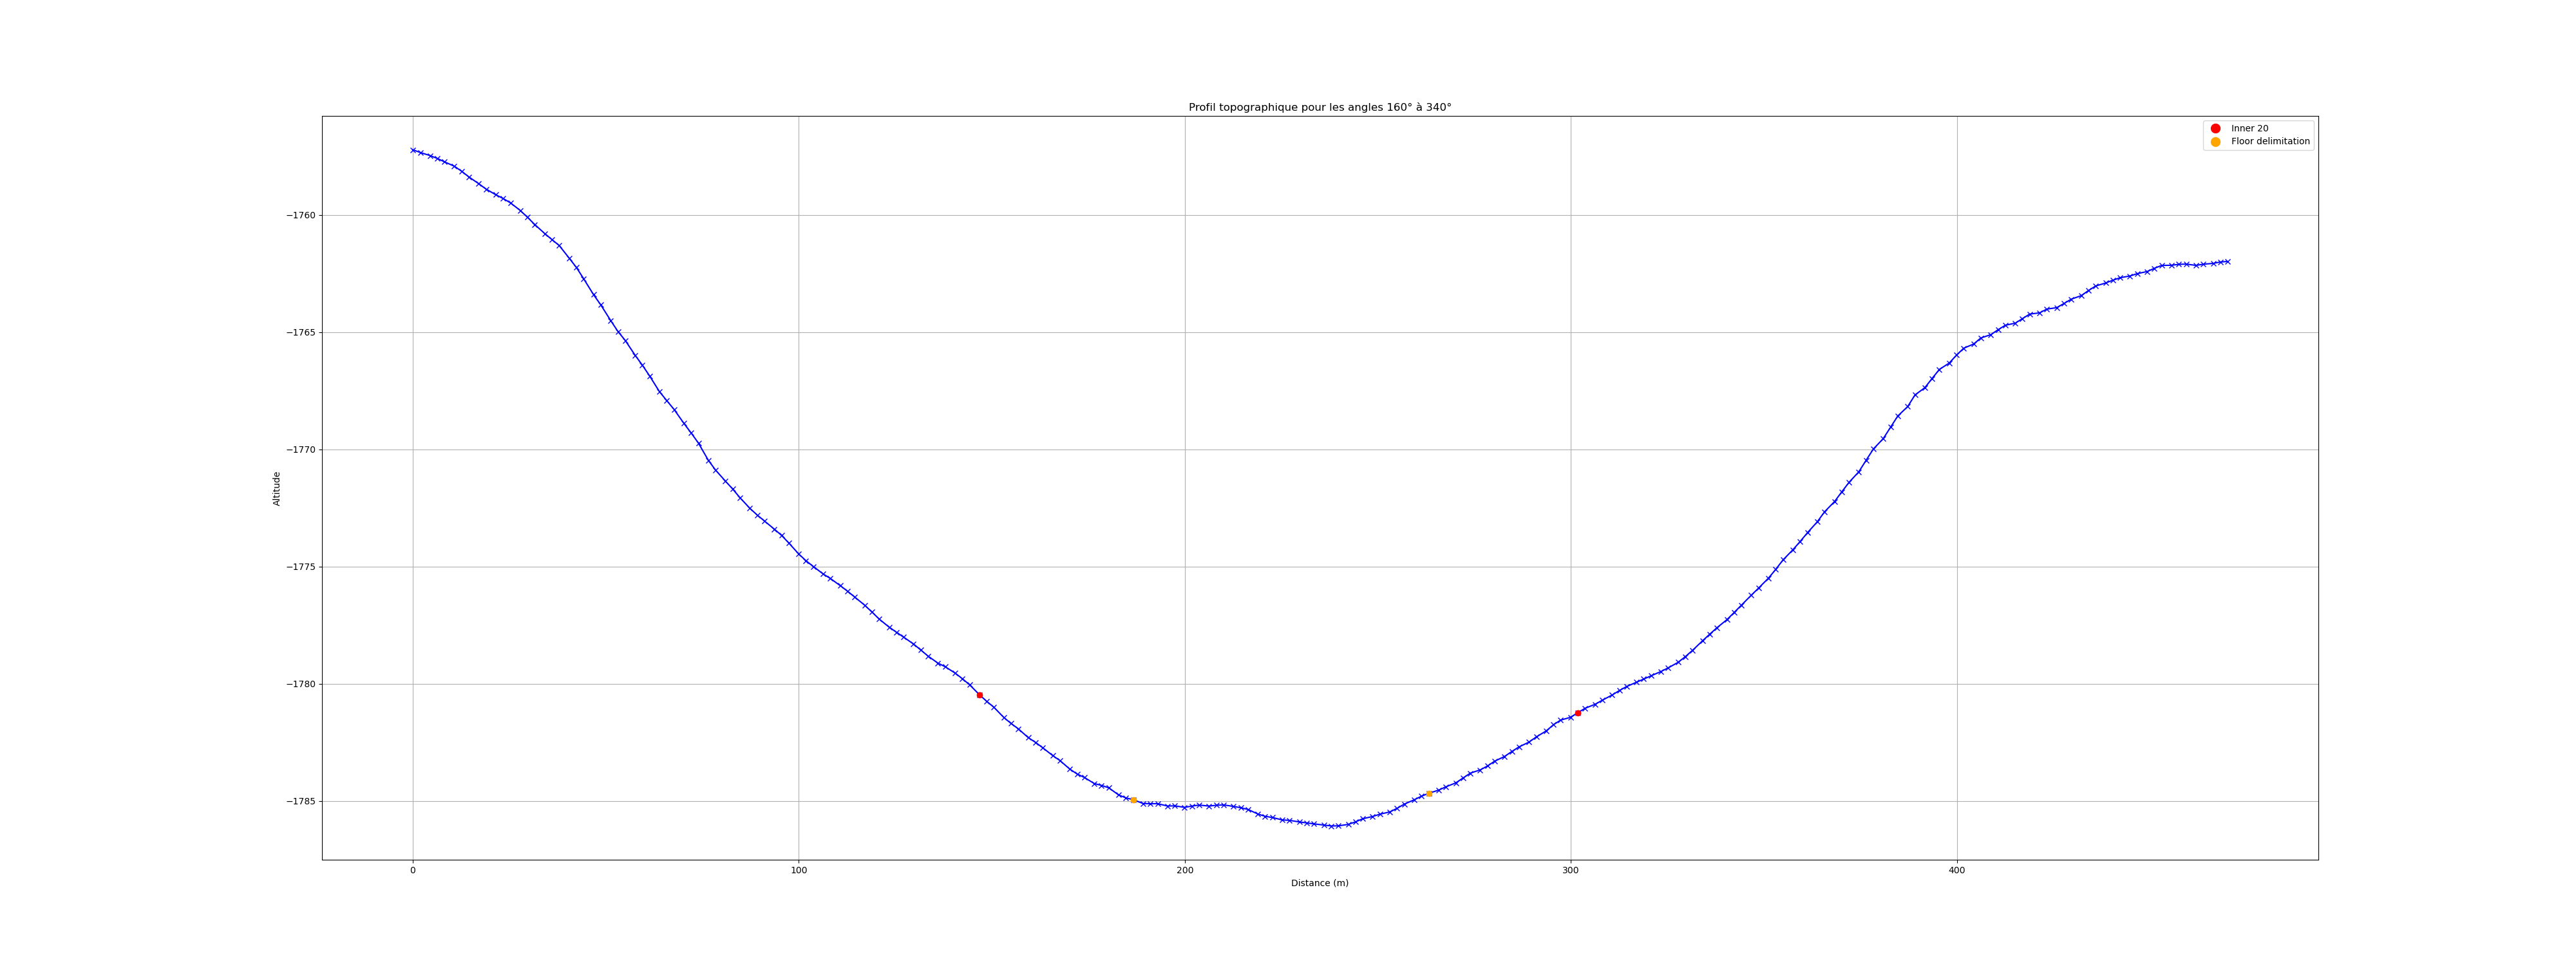 Profil topographique pour les angles 160° à 340°
Inner 20
Floor delimitation
−1760
−1765
−1770
−1775
−1780
−1785
Altitude
0 100 200 300 400
Distance (m)